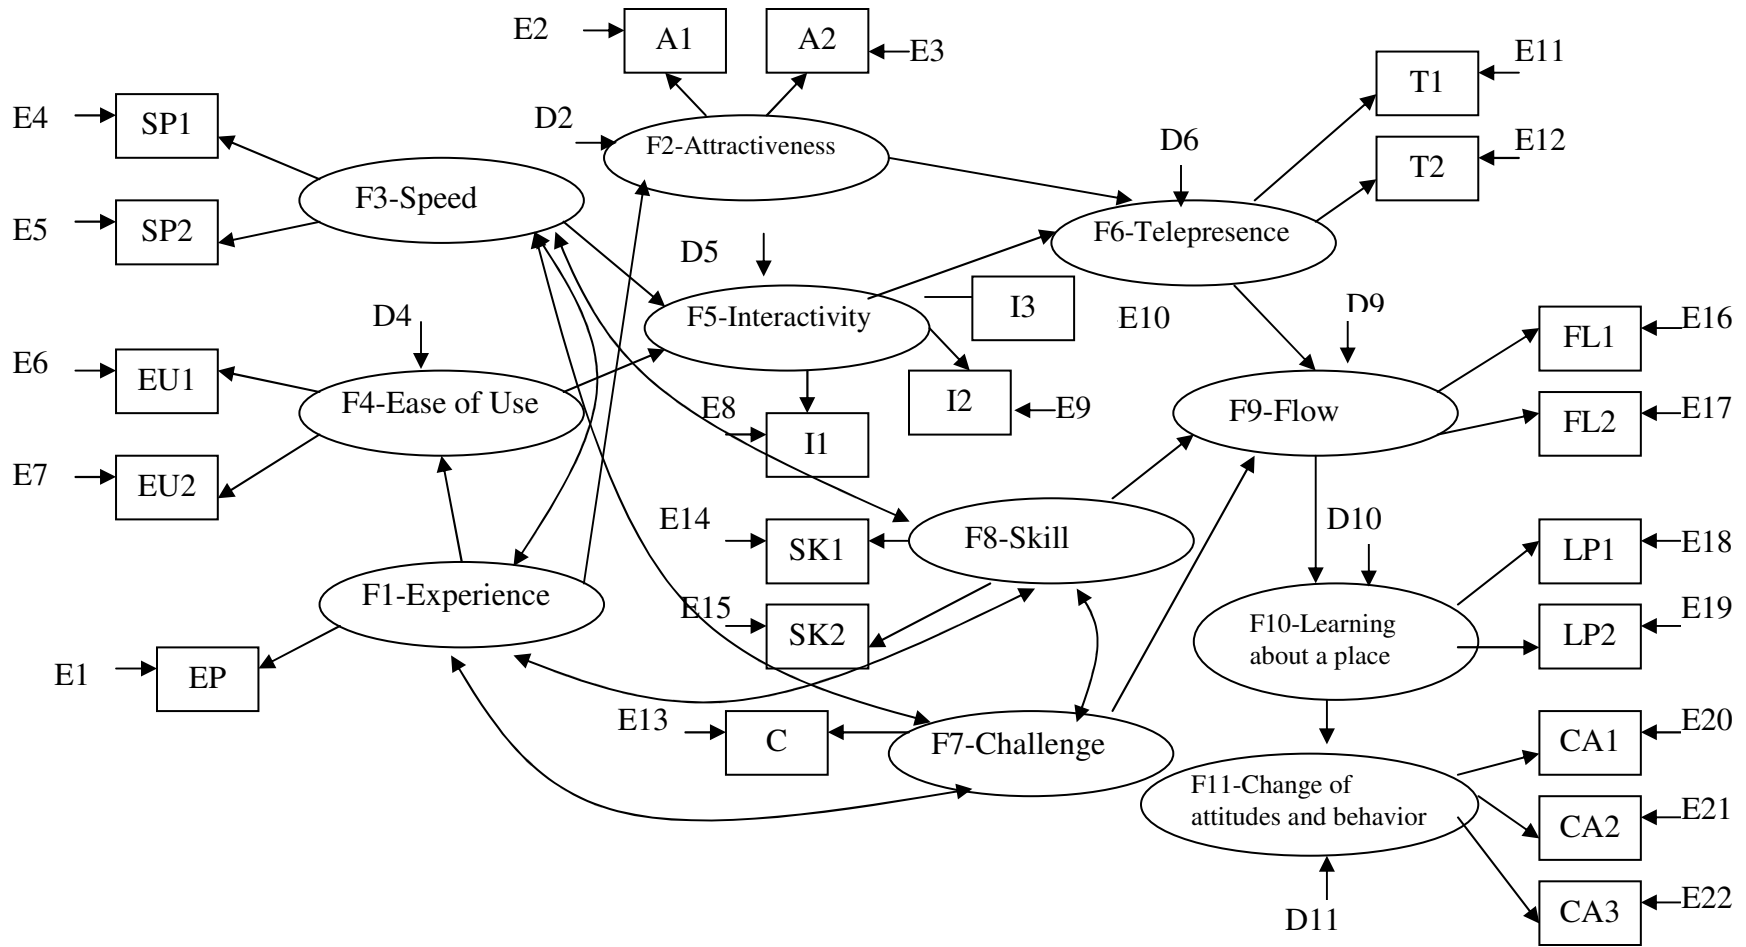 E2
A1
A2
E3
E11
T1
E4
SP1
D2
F2-Attractiveness
D6
E12
T2
F3-Speed
E5
SP2
D5
F6-Telepresence
I3
E10
D4
F5-Interactivity
D9
E16
FL1
E6
EU1
F4-Ease of Use
E8
I1
I2
E9
F9-Flow
FL2
E17
E7
EU2
E14
SK1
F8-Skill
D10
LP1
E18
F1-Experience
E15
SK2
F10-Learning
about a place
LP2
E19
E1
EP
E13
C
F7-Challenge
CA1
E20
F11-Change of
attitudes and behavior
CA2
E21
D11
CA3
E22